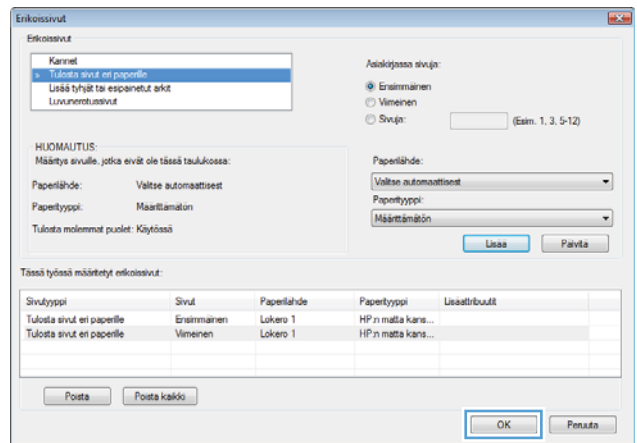 Erikoissivut
Erikoissivut
Kannet
» Tulosta sivut eri paperille
Lisää tyhjät tai esipainetut arkit
Luvunerotussivut
Asiakirjassa sivuja:
Ensimmäinen
Viimeinen
Sivuja: (Esim. 1, 3, 5-12)
HUOMAUTUS:
Määritys sivuille, jotka eivät ole tässä taulukossa:
Paperilähde: Valitse automaattisest
Paperityyppi: Määrittämätön
Tulosta molemmat puolet: Käytössä
Paperilähde:
Valitse automaattisest
Paperityyppi:
Määrittämätön
Lisää Päivitä
Tässä työssä määritetyt erikoissivut:
Sivutyyppi Sivut Paperilähde Paperityyppi Lisäattribuutit
Tulosta sivut eri paperille Ensimmäinen Lokero 1 HP:n matta kans...
Tulosta sivut eri paperille Viimeinen Lokero 1 HP:n matta kans...
Poista Poista kaikki
OK Peruuta